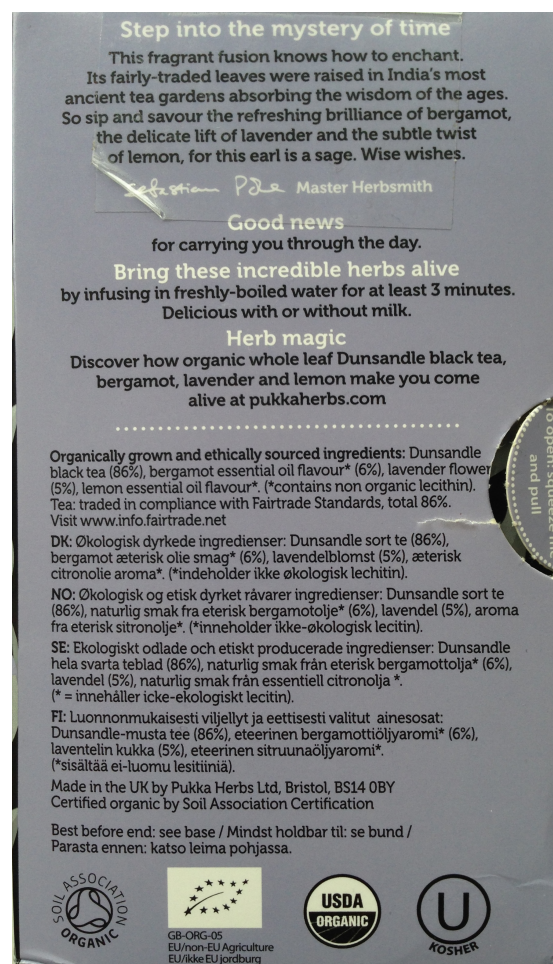 Step into the mystery of time
This fragrant fusion knows how to enchant.
Its fairly-traded leaves were raised in India's most
ancient tea gardens absorbing the wisdom of the ages.
So sip and savour the refreshing brilliance of bergamot,
the delicate lift of lavender and the subtle twist
of lemon, for this earl is a sage. Wise wishes.
Sebastian Pole Master Herbsmith
Good news
for carrying you through the day.
Bring these incredible herbs alive
by infusing in freshly-boiled water for at least 3 minutes.
Delicious with or without milk.
Herb magic
Discover how organic whole leaf Dunsandle black tea,
bergamot, lavender and lemon make you come
alive at pukkaherbs.com
Organically grown and ethically sourced ingredients: Dunsandle
black tea (86%), bergamot essential oil flavour* (6%), lavender flower
(5%), lemon essential oil flavour*. (*contains non organic lecithin).
Tea: traded in compliance with Fairtrade Standards, total 86%.
Visit www.info.fairtrade.net
DK: Økologisk dyrkede ingredienser: Dunsandle sort te (86%),
bergamot æterisk olie smag* (6%), lavendelblomst (5%), æterisk
citronolie aroma*. (*indeholder ikke økologisk lechitin).
NO: Økologisk og etisk dyrket råvarer ingredienser: Dunsandle sort te
(86%), naturlig smak fra eterisk bergamotolje* (6%), lavendel (5%), aroma
fra eterisk sitronolje*. (*inneholder ikke-økologisk lecitin).
SE: Ekologiskt odlade och etiskt producerade ingredienser: Dunsandle
hela svarta teblad (86%), naturlig smak från eterisk bergamottolja* (6%),
lavendel (5%), naturlig smak från essentiell citronolja *.
(* = innehåller icke-ekologiskt lecitin).
FI: Luonnonmukaisesti viljellyt ja eettisesti valitut ainesosat:
Dunsandle-musta tee (86%), eteerinen bergamottiöljyaromi* (6%),
laventelin kukka (5%), eteerinen sitruunaöljyaromi*.
(*sisältää ei-luomu lesitiiniä).
Made in the UK by Pukka Herbs Ltd, Bristol, BS14 0BY
Certified organic by Soil Association Certification
Best before end: see base / Mindst holdbar til: se bund /
Parasta ennen: katso leima pohjassa.
SOIL ASSOCIATION
ORGANIC
GB-ORG-05
EU/non-EU Agriculture
EU/ikke EU jordburg
USDA
ORGANIC
U
KOSHER
and pull